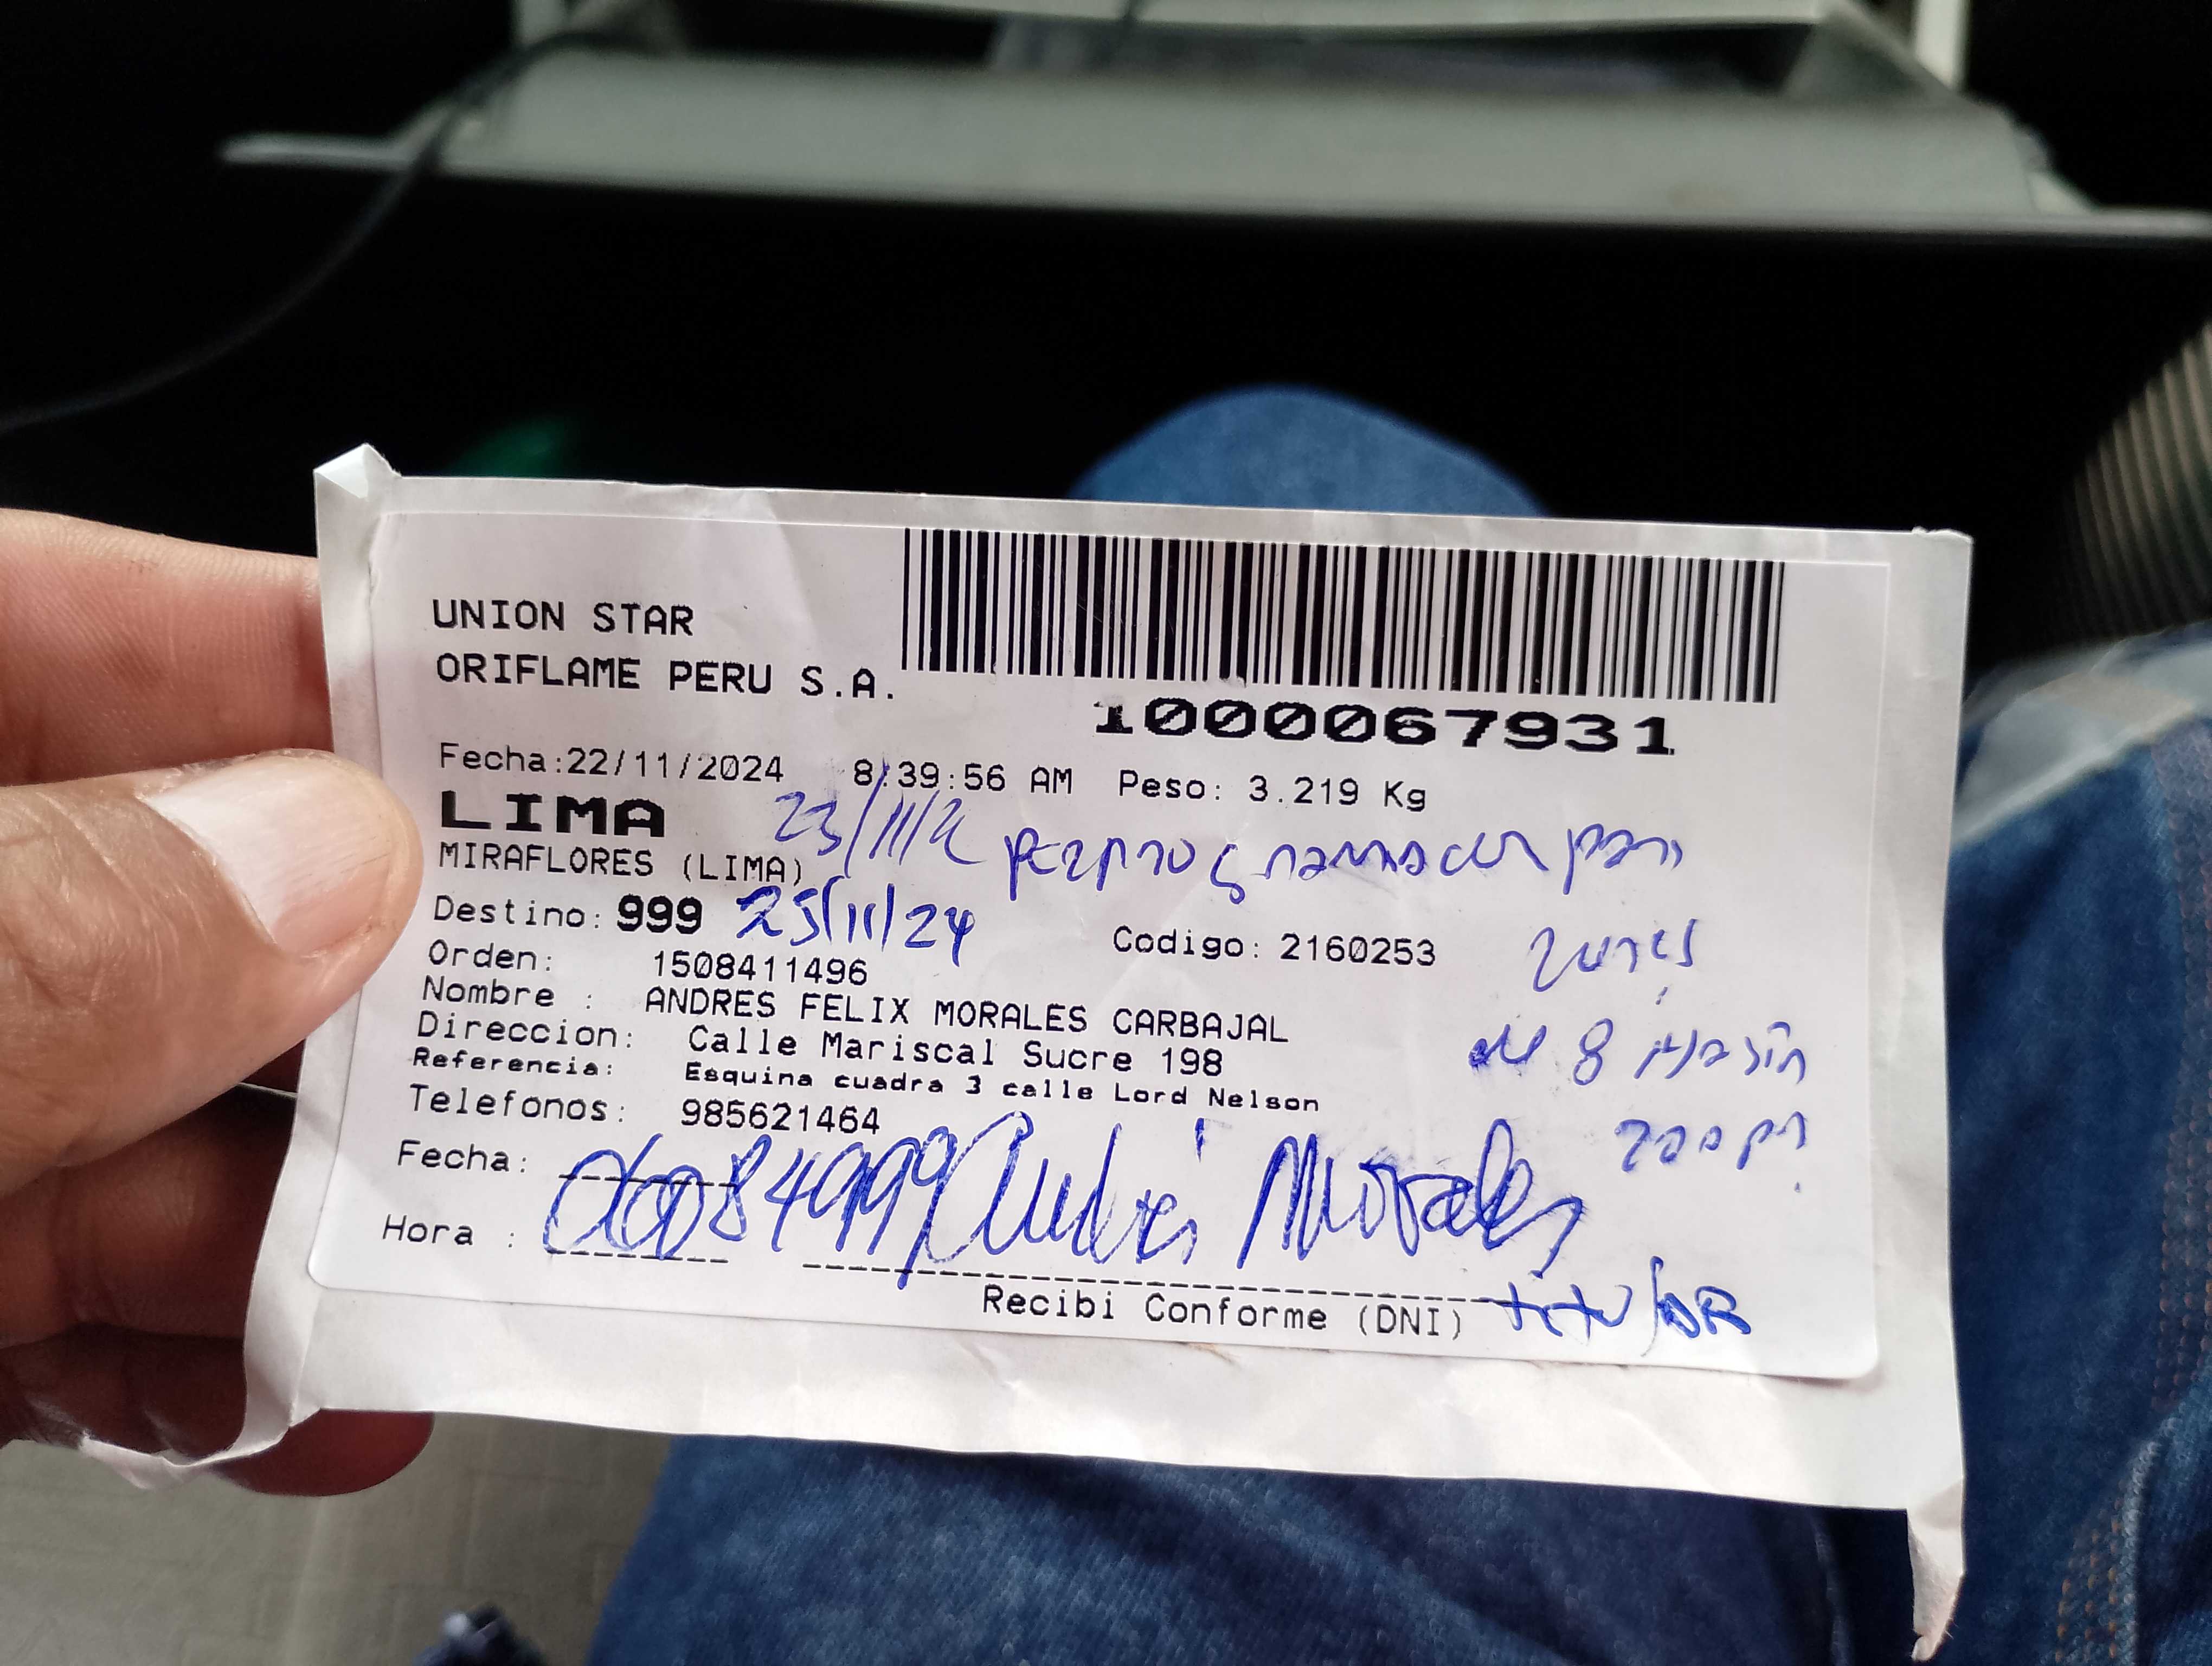 UNION STAR
ORIFLAME PERU S.A.
1000067931
Fecha:22/11/2024 8:39:56 AM Peso: 3.219 Kg
LIMA
23/11/2
MIRAFLORES (LIMA)
Destino: 999 25/11/24 Codigo: 2160253
Orden: 1508411496
Nombre : ANDRES FELIX MORALES CARBAJAL
Direccion: Calle Mariscal Sucre 198
Referencia: Esquina cuadra 3 calle Lord Nelson
Telefonos: 985621464
Fecha:
Hora : Morales
Recibi Conforme (DNI) titular